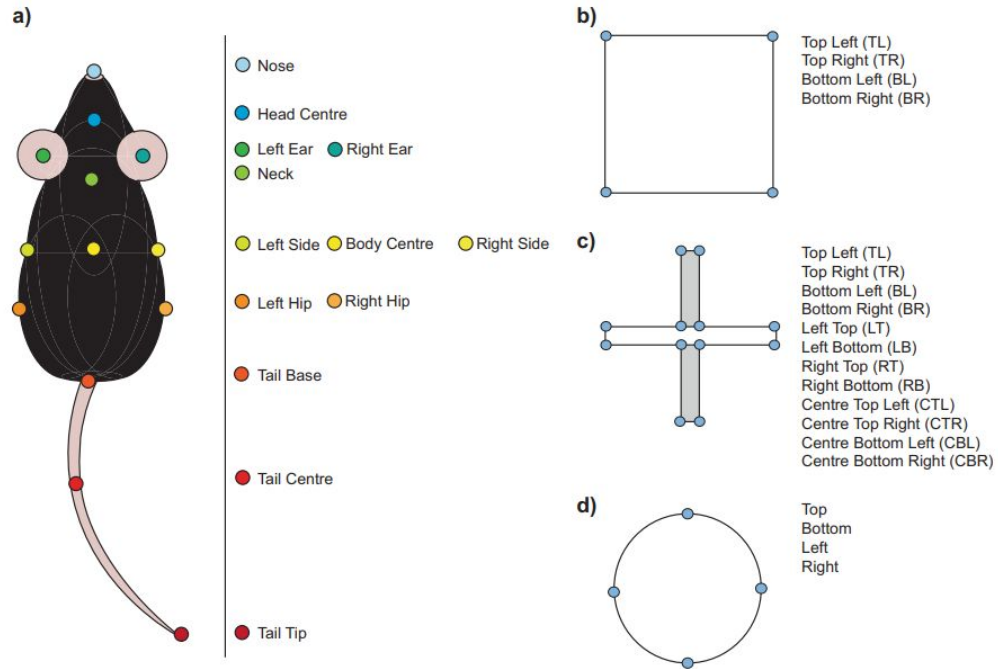 a)
Nose
Head Centre
Left Ear Right Ear
Neck
Left Side Body Centre Right Side
Left Hip Right Hip
Tail Base
Tail Centre
Tail Tip
b)
Top Left (TL)
Top Right (TR)
Bottom Left (BL)
Bottom Right (BR)
c)
Top Left (TL)
Top Right (TR)
Bottom Left (BL)
Bottom Right (BR)
Left Top (LT)
Left Bottom (LB)
Right Top (RT)
Right Bottom (RB)
Centre Top Left (CTL)
Centre Top Right (CTR)
Centre Bottom Left (CBL)
Centre Bottom Right (CBR)
d)
Top
Bottom
Left
Right